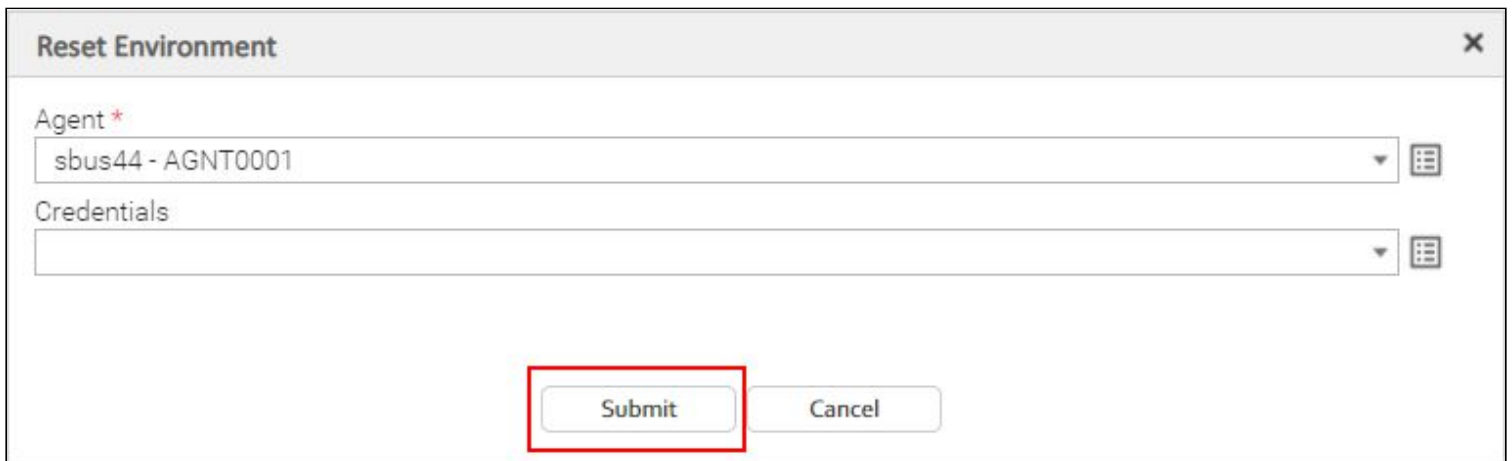 Reset Environment
Agent *
sbus44 - AGNT0001
Credentials
Submit Cancel